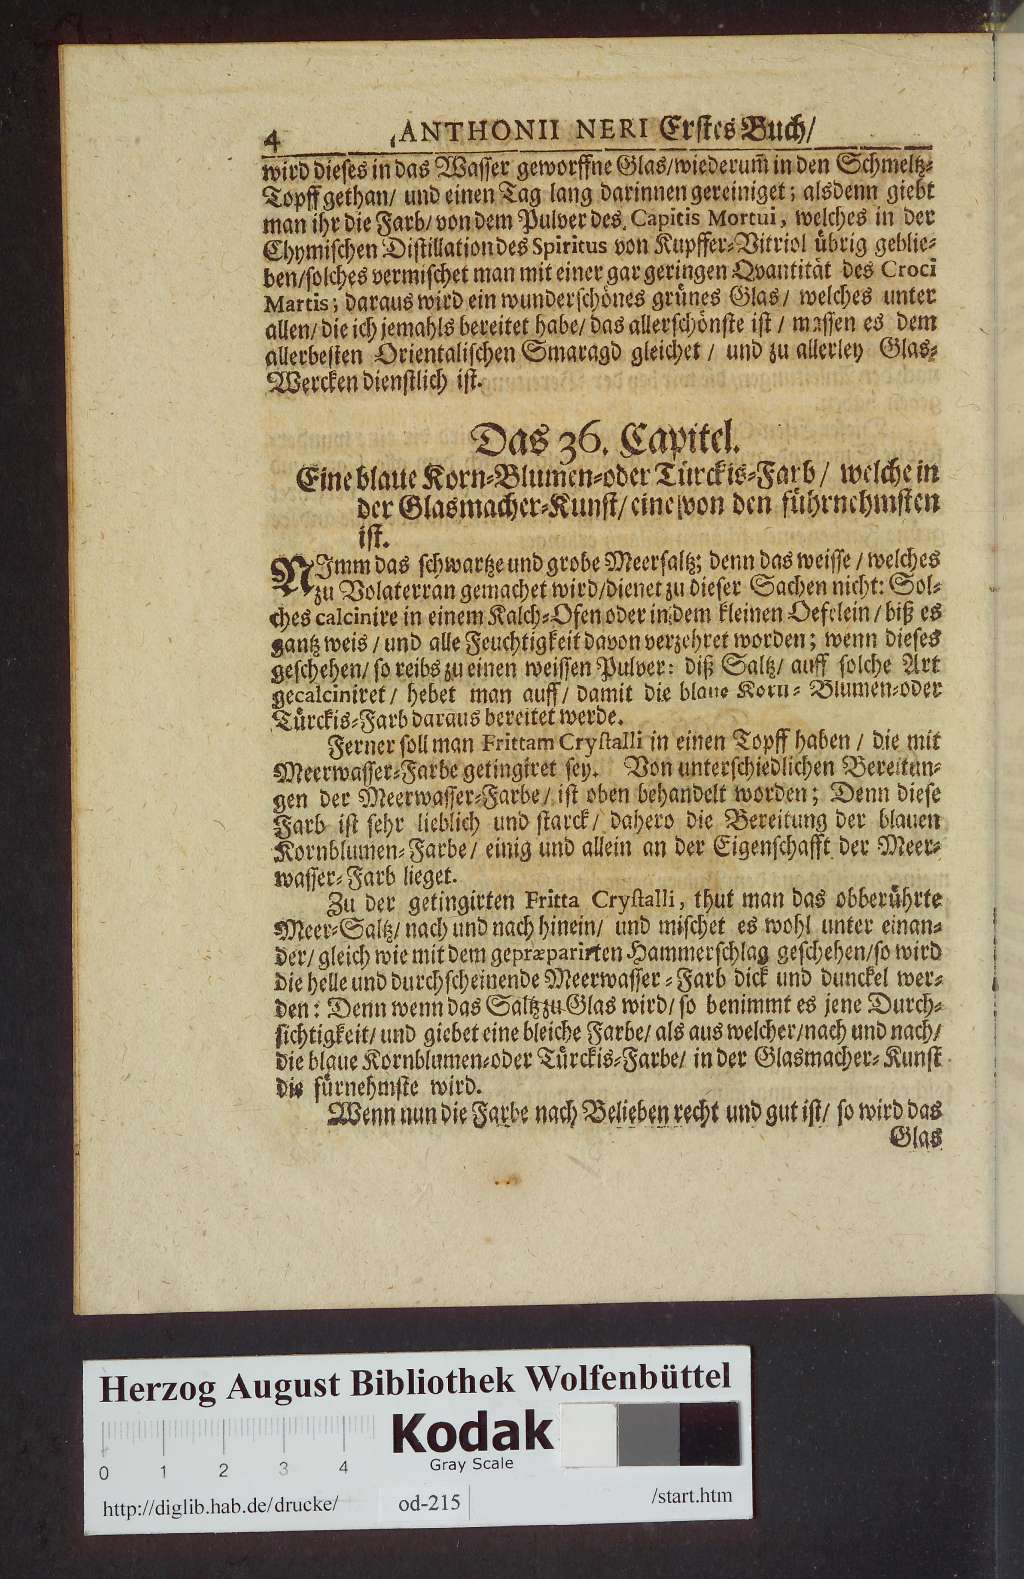 4 ANTHONII NERI Erstes Buch/
wird dieses in das Wasser geworffne Glas/wiederum̃ in den Schmeltz-
Topff gethan/ und einen Tag lang darinnen gereiniget; alsdenn giebt
man ihr die Farb/von dem Pulver des Capitis Mortui, welches in der
Chymischen Distillation des Spiritus von Kupffer-Vitriol übrig geblie-
ben/solches vermischet man mit einer gar geringen Qvantität des Croci
Martis; daraus wird ein wunderschönes grünes Glas/ welches unter
allen/ die ich jemahls bereitet habe/ das allerschönste ist / massen es dem
allerbesten Orientalischen Smaragd gleichet / und zu allerley Glas-
Wercken dienstlich ist.
Das 36. Capitel.
Eine blaue Korn-Blumen-oder Türckis-Farb/ welche in
der Glasmacher-Kunst/ eine von den führnehmsten
ist.
NImm das schwartze und grobe Meersaltz; denn das weisse / welches
zu Volaterran gemachet wird/dienet zu dieser Sachen nicht: Sol-
ches calcinire in einem Kalch-Ofen oder in dem kleinen Oefelein / biß es
gantz weis / und alle Feuchtigkeit davon verzehret worden; wenn dieses
geschehen/ so reibs zu einen weissen Pulver: diß Saltz/ auff solche Art
gecalciniret/ hebet man auff/ damit die blaue Korn- Blumen-oder
Türckis-Farb daraus bereitet werde.
Ferner soll man Frittam Crystalli in einen Topff haben / die mit
Meerwasser-Farbe getingiret sey. Von unterschiedlichen Bereitun-
gen der Meerwasser-Farbe/ ist oben behandelt worden; Denn diese
Farb ist sehr lieblich und starck/ dahero die Bereitung der blauen
Kornblumen-Farbe/ einig und allein an der Eigenschafft der Meer-
wasser-Farb lieget.
Zu der getingirten Fritta Crystalli, thut man das obberührte
Meer-Saltz/ nach und nach hinein/ und mischet es wohl unter einan-
der/ gleich wie mit dem gepræparirten Hammerschlag geschehen/so wird
die helle und durchscheinende Meerwasser-Farb dick und dunckel wer-
den: Denn wenn das Saltz zu Glas wird/ so benimmt es jene Durch-
sichtigkeit/ und giebet eine bleiche Farbe/ als aus welcher/nach und nach/
die blaue Kornblumen-oder Türckis-Farbe/ in der Glasmacher-Kunst
die fürnehmste wird.
Wenn nun die Farbe nach Belieben recht und gut ist/ so wird das
Glas
Herzog August Bibliothek Wolfenbüttel
Kodak
Gray Scale
0 1 2 3 4
http://diglib.hab.de/drucke/ od-215 /start.htm